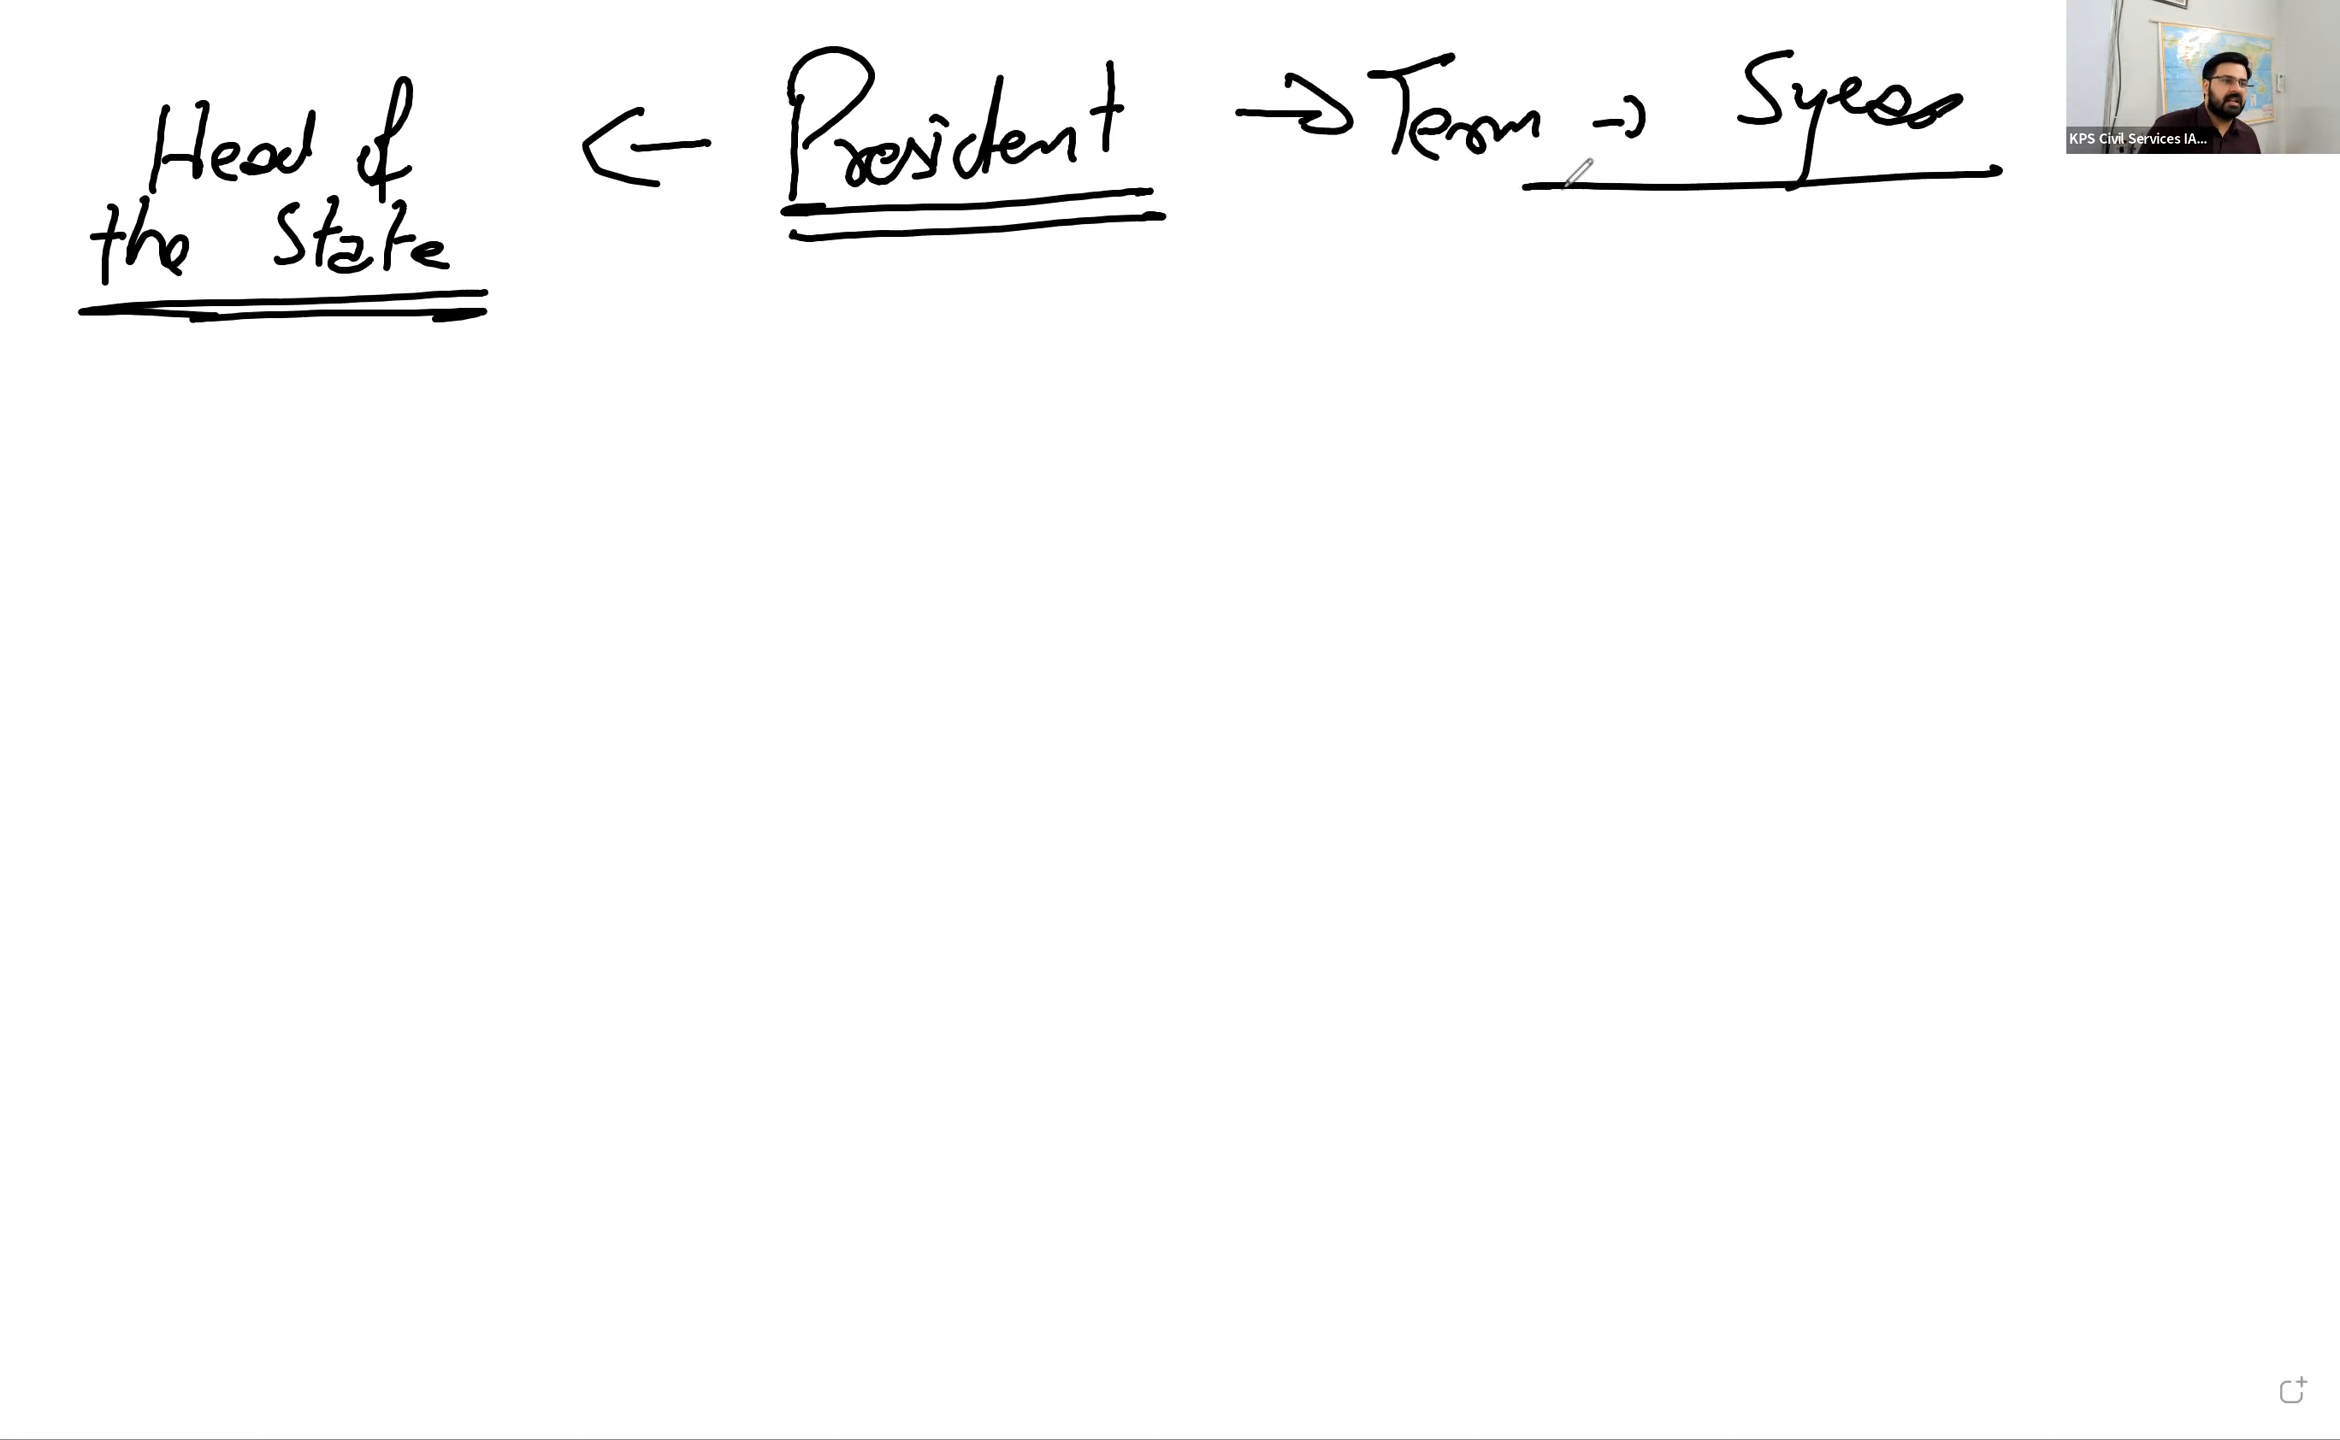 Head of
the State
← President → Term → 5 years
KPS Civil Services IA...